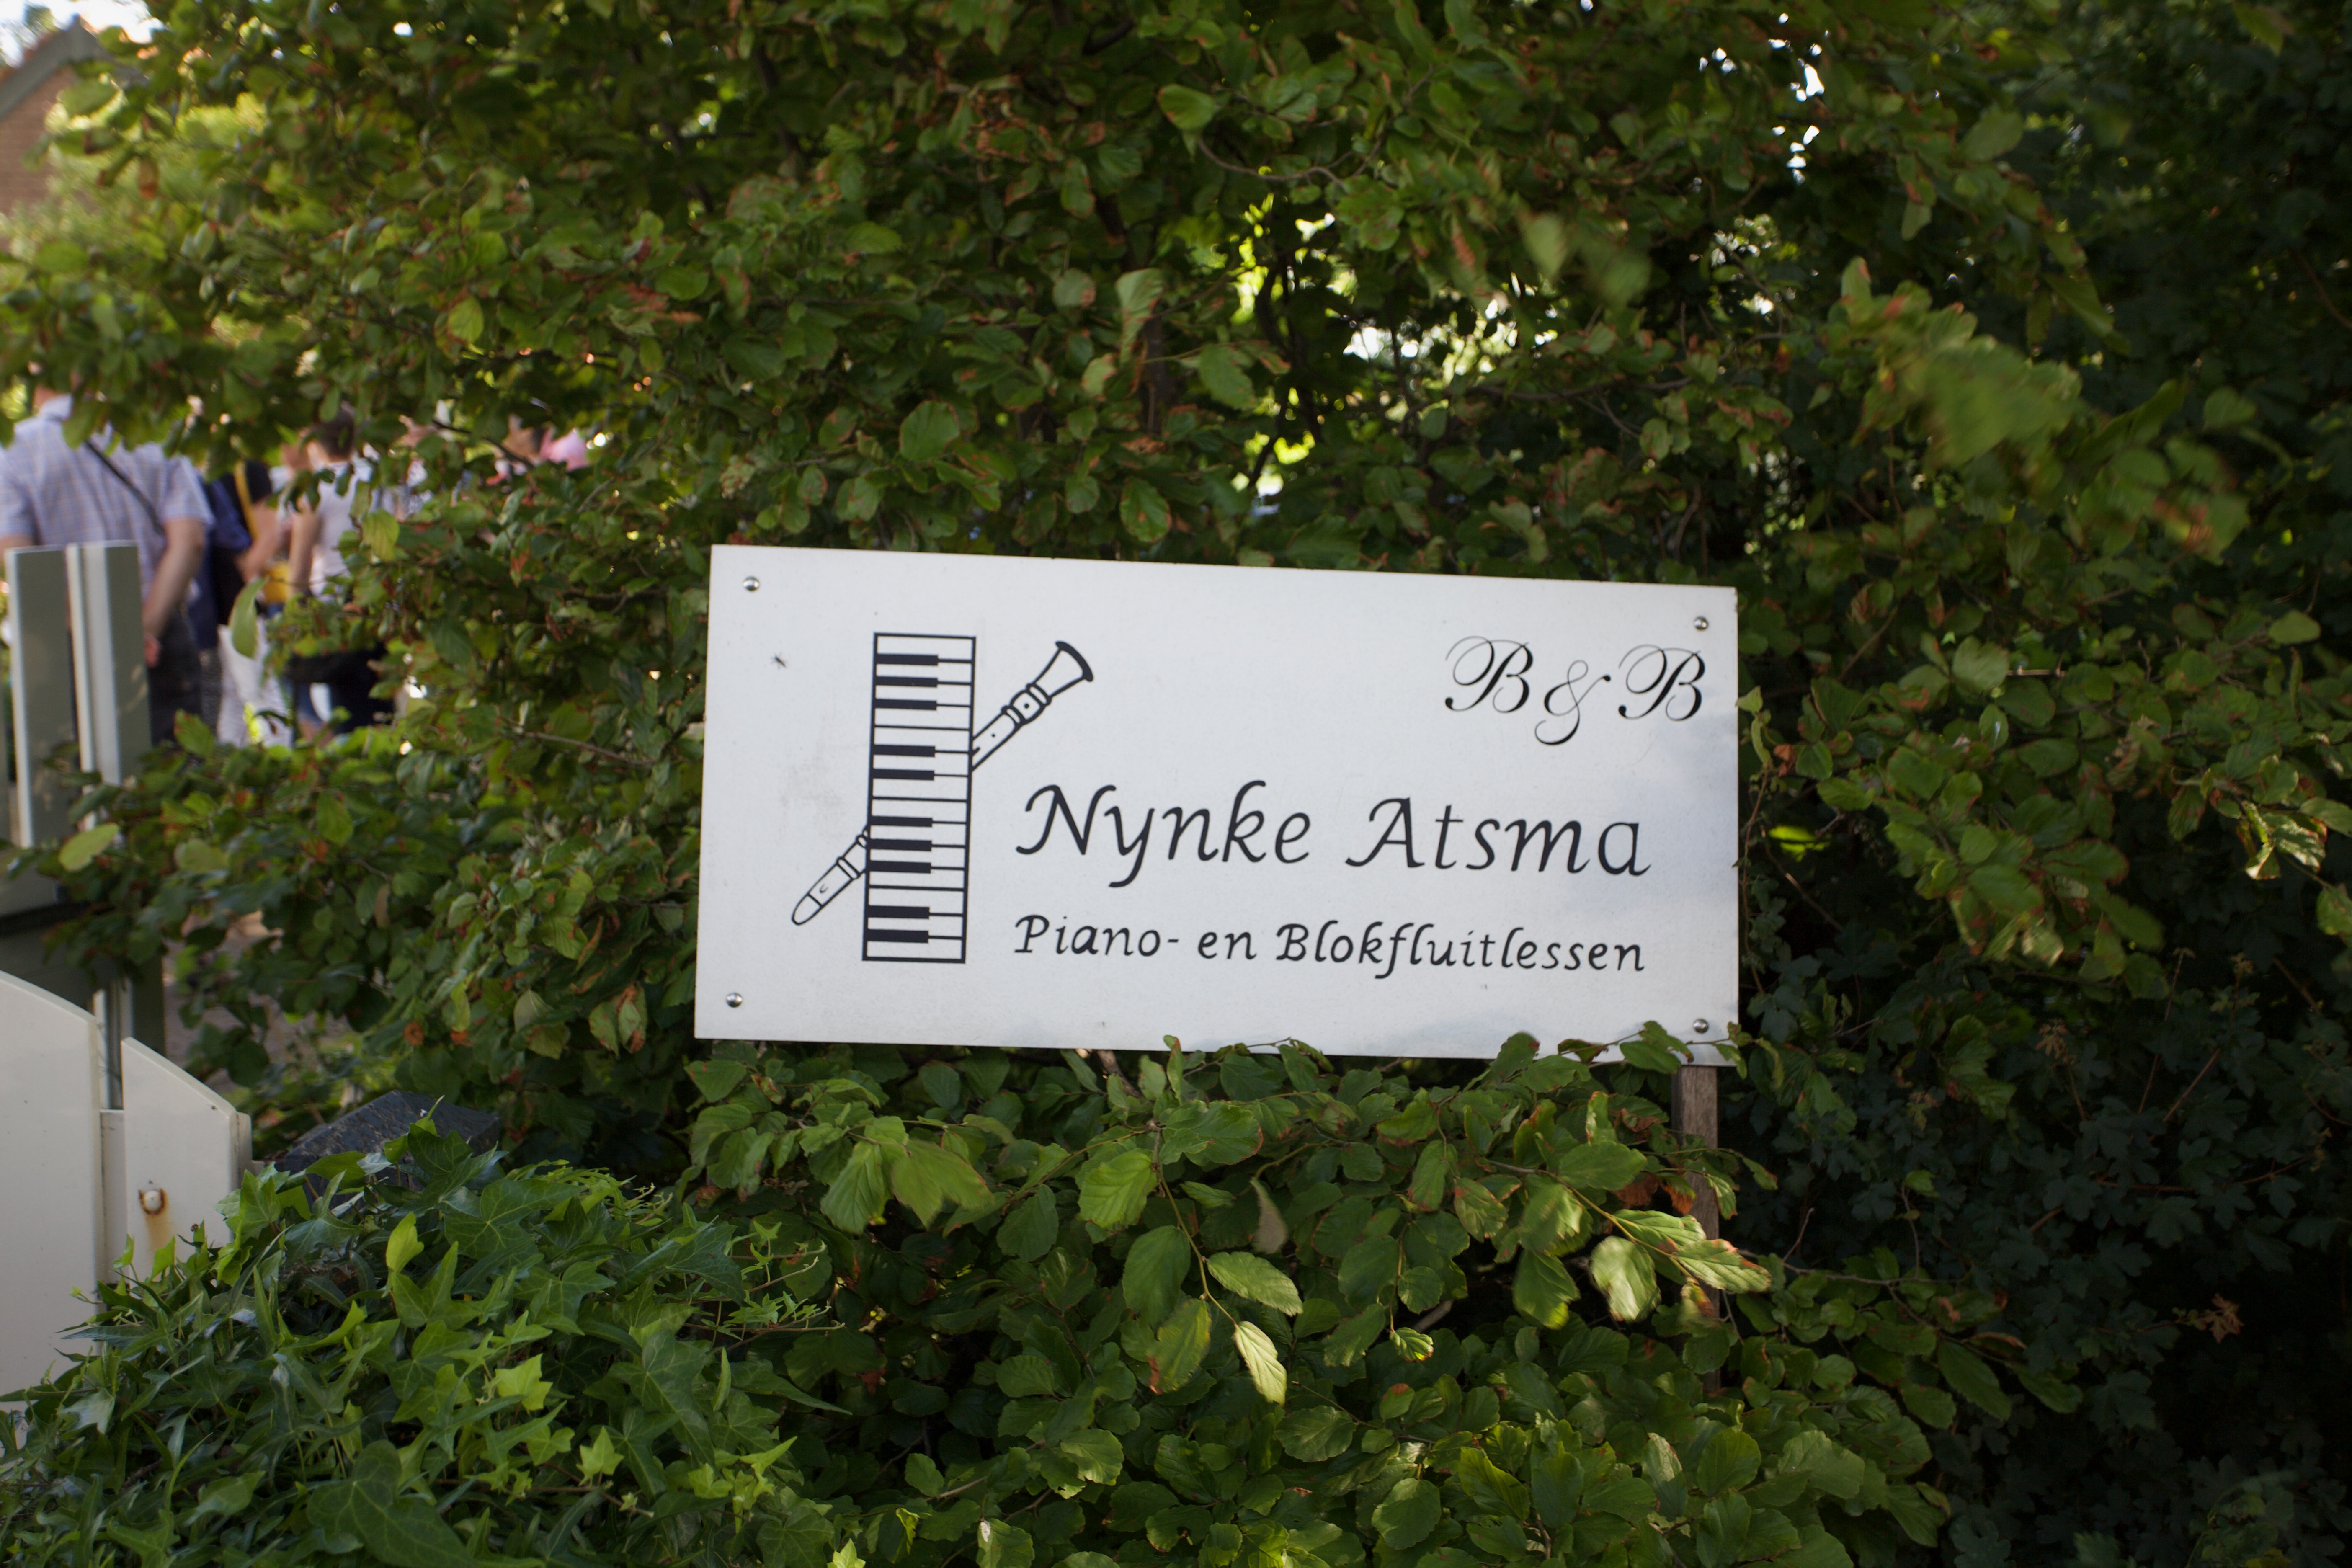 B&B
Nynke Atsma
Piano- en Blokfluitlessen